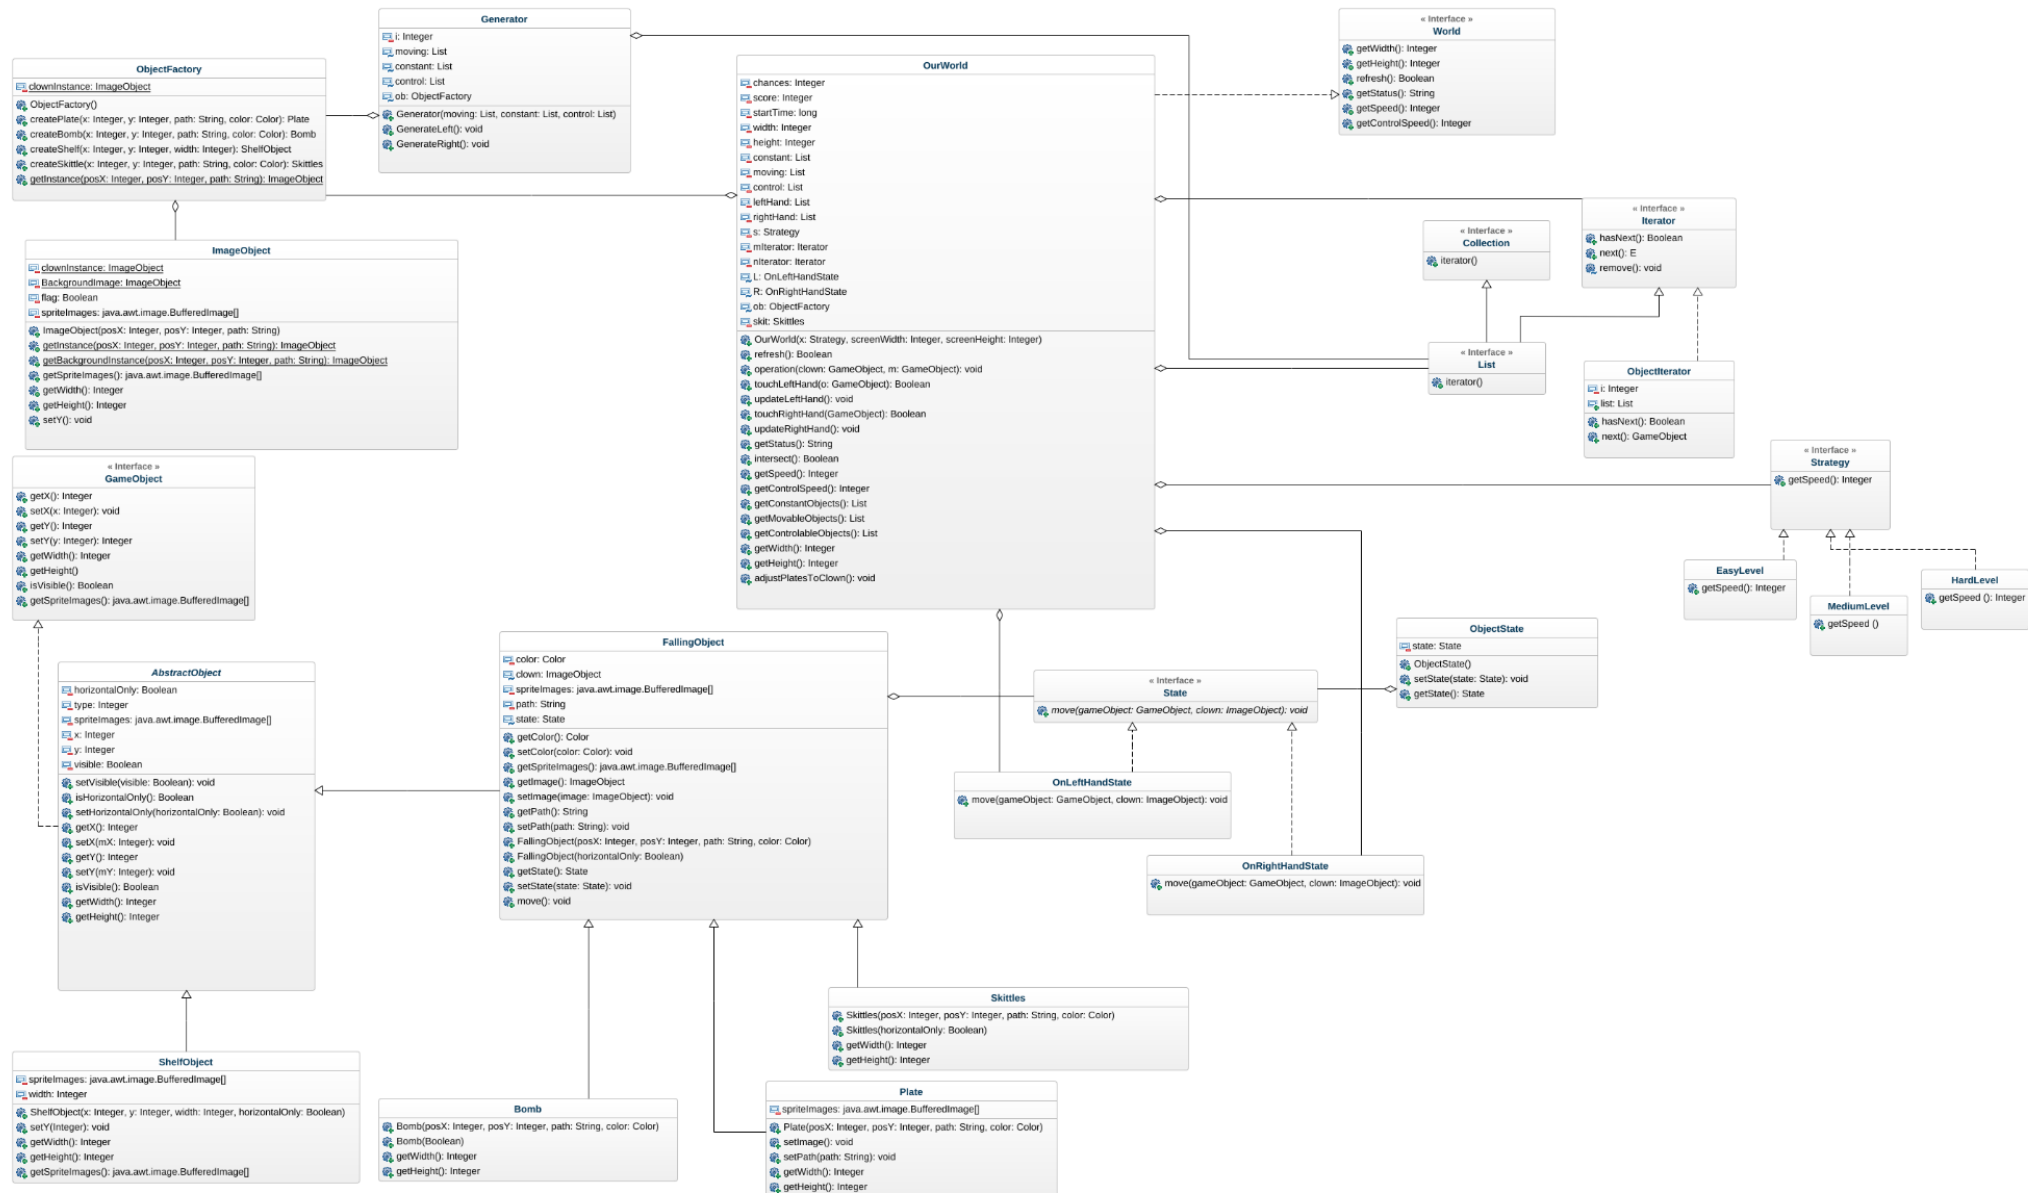 Generator
i: Integer
moving: List
constant: List
control: List
ob: ObjectFactory
Generator(moving: List, constant: List, control: List)
GenerateLeft(): void
GenerateRight(): void
« Interface »
World
getWidth(): Integer
getHeight(): Integer
refresh(): Boolean
getStatus(): String
getSpeed(): Integer
getControlSpeed(): Integer
ObjectFactory
clownInstance: ImageObject
ObjectFactory()
createPlate(x: Integer, y: Integer, path: String, color: Color): Plate
createBomb(x: Integer, y: Integer, path: String, color: Color): Bomb
createShelf(x: Integer, y: Integer, width: Integer): ShelfObject
createSkittle(x: Integer, y: Integer, path: String, color: Color): Skittles
getInstance(posX: Integer, posY: Integer, path: String): ImageObject
OurWorld
chances: Integer
score: Integer
startTime: long
width: Integer
height: Integer
constant: List
moving: List
control: List
leftHand: List
rightHand: List
s: Strategy
mIterator: Iterator
nIterator: Iterator
L: OnLeftHandState
R: OnRightHandState
ob: ObjectFactory
skit: Skittles
OurWorld(x: Strategy, screenWidth: Integer, screenHeight: Integer)
refresh(): Boolean
operation(clown: GameObject, m: GameObject): void
touchLeftHand(o: GameObject): Boolean
updateLeftHand(): void
touchRightHand(GameObject): Boolean
updateRightHand(): void
getStatus(): String
intersect(): Boolean
getSpeed(): Integer
getControlSpeed(): Integer
getConstantObjects(): List
getMovableObjects(): List
getControlableObjects(): List
getWidth(): Integer
getHeight(): Integer
adjustPlatesToClown(): void
« Interface »
Iterator
hasNext(): Boolean
next(): E
remove(): void
« Interface »
Collection
iterator()
ImageObject
clownInstance: ImageObject
BackgroundImage: ImageObject
flag: Boolean
spriteImages: java.awt.image.BufferedImage[]
ImageObject(posX: Integer, posY: Integer, path: String)
getInstance(posX: Integer, posY: Integer, path: String): ImageObject
getBackgroundInstance(posX: Integer, posY: Integer, path: String): ImageObject
getSpriteImages(): java.awt.image.BufferedImage[]
getWidth(): Integer
getHeight(): Integer
setY(): void
« Interface »
List
iterator()
ObjectIterator
i: Integer
list: List
hasNext(): Boolean
next(): GameObject
« Interface »
Strategy
getSpeed(): Integer
« Interface »
GameObject
getX(): Integer
setX(x: Integer): void
getY(): Integer
setY(y: Integer): Integer
getWidth(): Integer
getHeight()
isVisible(): Boolean
getSpriteImages(): java.awt.image.BufferedImage[]
EasyLevel
getSpeed(): Integer
MediumLevel
getSpeed ()
HardLevel
getSpeed (): Integer
ObjectState
state: State
ObjectState()
setState(state: State): void
getState(): State
FallingObject
color: Color
clown: ImageObject
spriteImages: java.awt.image.BufferedImage[]
path: String
state: State
getColor(): Color
setColor(color: Color): void
getSpriteImages(): java.awt.image.BufferedImage[]
getImage(): ImageObject
setImage(image: ImageObject): void
getPath(): String
setPath(path: String): void
FallingObject(posX: Integer, posY: Integer, path: String, color: Color)
FallingObject(horizontalOnly: Boolean)
getState(): State
setState(state: State): void
move(): void
« Interface »
State
move(gameObject: GameObject, clown: ImageObject): void
AbstractObject
horizontalOnly: Boolean
type: Integer
spriteImages: java.awt.image.BufferedImage[]
x: Integer
y: Integer
visible: Boolean
setVisible(visible: Boolean): void
isHorizontalOnly(): Boolean
setHorizontalOnly(horizontalOnly: Boolean): void
getX(): Integer
setX(mX: Integer): void
getY(): Integer
setY(mY: Integer): void
isVisible(): Boolean
getWidth(): Integer
getHeight(): Integer
OnLeftHandState
move(gameObject: GameObject, clown: ImageObject): void
OnRightHandState
move(gameObject: GameObject, clown: ImageObject): void
Skittles
Skittles(posX: Integer, posY: Integer, path: String, color: Color)
Skittles(horizontalOnly: Boolean)
getWidth(): Integer
getHeight(): Integer
ShelfObject
spriteImages: java.awt.image.BufferedImage[]
width: Integer
ShelfObject(x: Integer, y: Integer, width: Integer, horizontalOnly: Boolean)
setY(Integer): void
getWidth(): Integer
getHeight(): Integer
getSpriteImages(): java.awt.image.BufferedImage[]
Bomb
Bomb(posX: Integer, posY: Integer, path: String, color: Color)
Bomb(Boolean)
getWidth(): Integer
getHeight(): Integer
Plate
spriteImages: java.awt.image.BufferedImage[]
Plate(posX: Integer, posY: Integer, path: String, color: Color)
setImage(): void
setPath(path: String): void
getWidth(): Integer
getHeight(): Integer